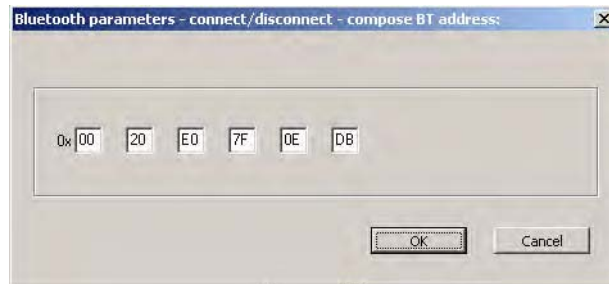 Bluetooth parameters - connect/disconnect - compose BT address:
0x 00 20 E0 7F 0E DB
OK Cancel